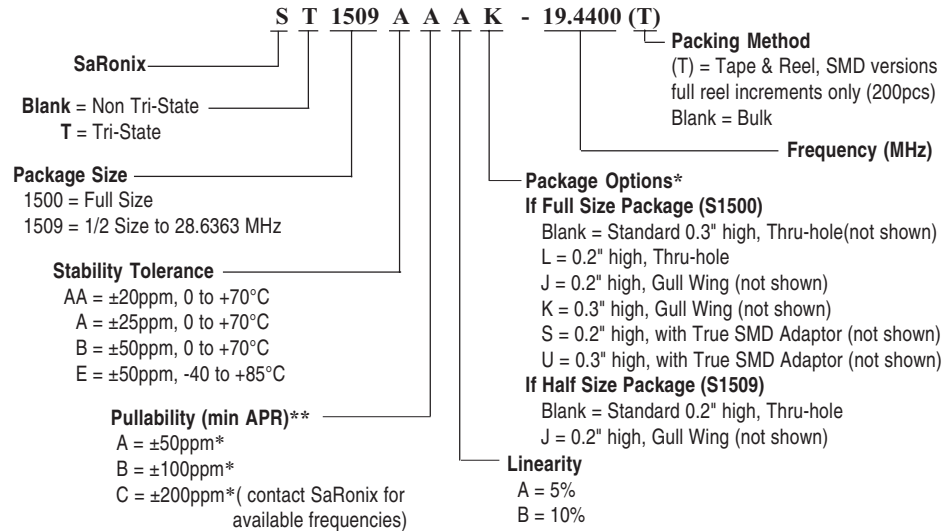 S T 1509 A A A K - 19.4400 (T)
Packing Method
(T) = Tape & Reel, SMD versions
full reel increments only (200pcs)
Blank = Bulk
SaRonix
Blank = Non Tri-State
T = Tri-State
Frequency (MHz)
Package Size
1500 = Full Size
1509 = 1/2 Size to 28.6363 MHz
Package Options*
If Full Size Package (S1500)
Blank = Standard 0.3" high, Thru-hole(not shown)
L = 0.2" high, Thru-hole
J = 0.2" high, Gull Wing (not shown)
K = 0.3" high, Gull Wing (not shown)
S = 0.2" high, with True SMD Adaptor (not shown)
U = 0.3" high, with True SMD Adaptor (not shown)
If Half Size Package (S1509)
Blank = Standard 0.2" high, Thru-hole
J = 0.2" high, Gull Wing (not shown)
Stability Tolerance
AA = ±20ppm, 0 to +70°C
A = ±25ppm, 0 to +70°C
B = ±50ppm, 0 to +70°C
E = ±50ppm, -40 to +85°C
Pullability (min APR)**
A = ±50ppm*
B = ±100ppm*
C = ±200ppm*( contact SaRonix for
available frequencies)
Linearity
A = 5%
B = 10%